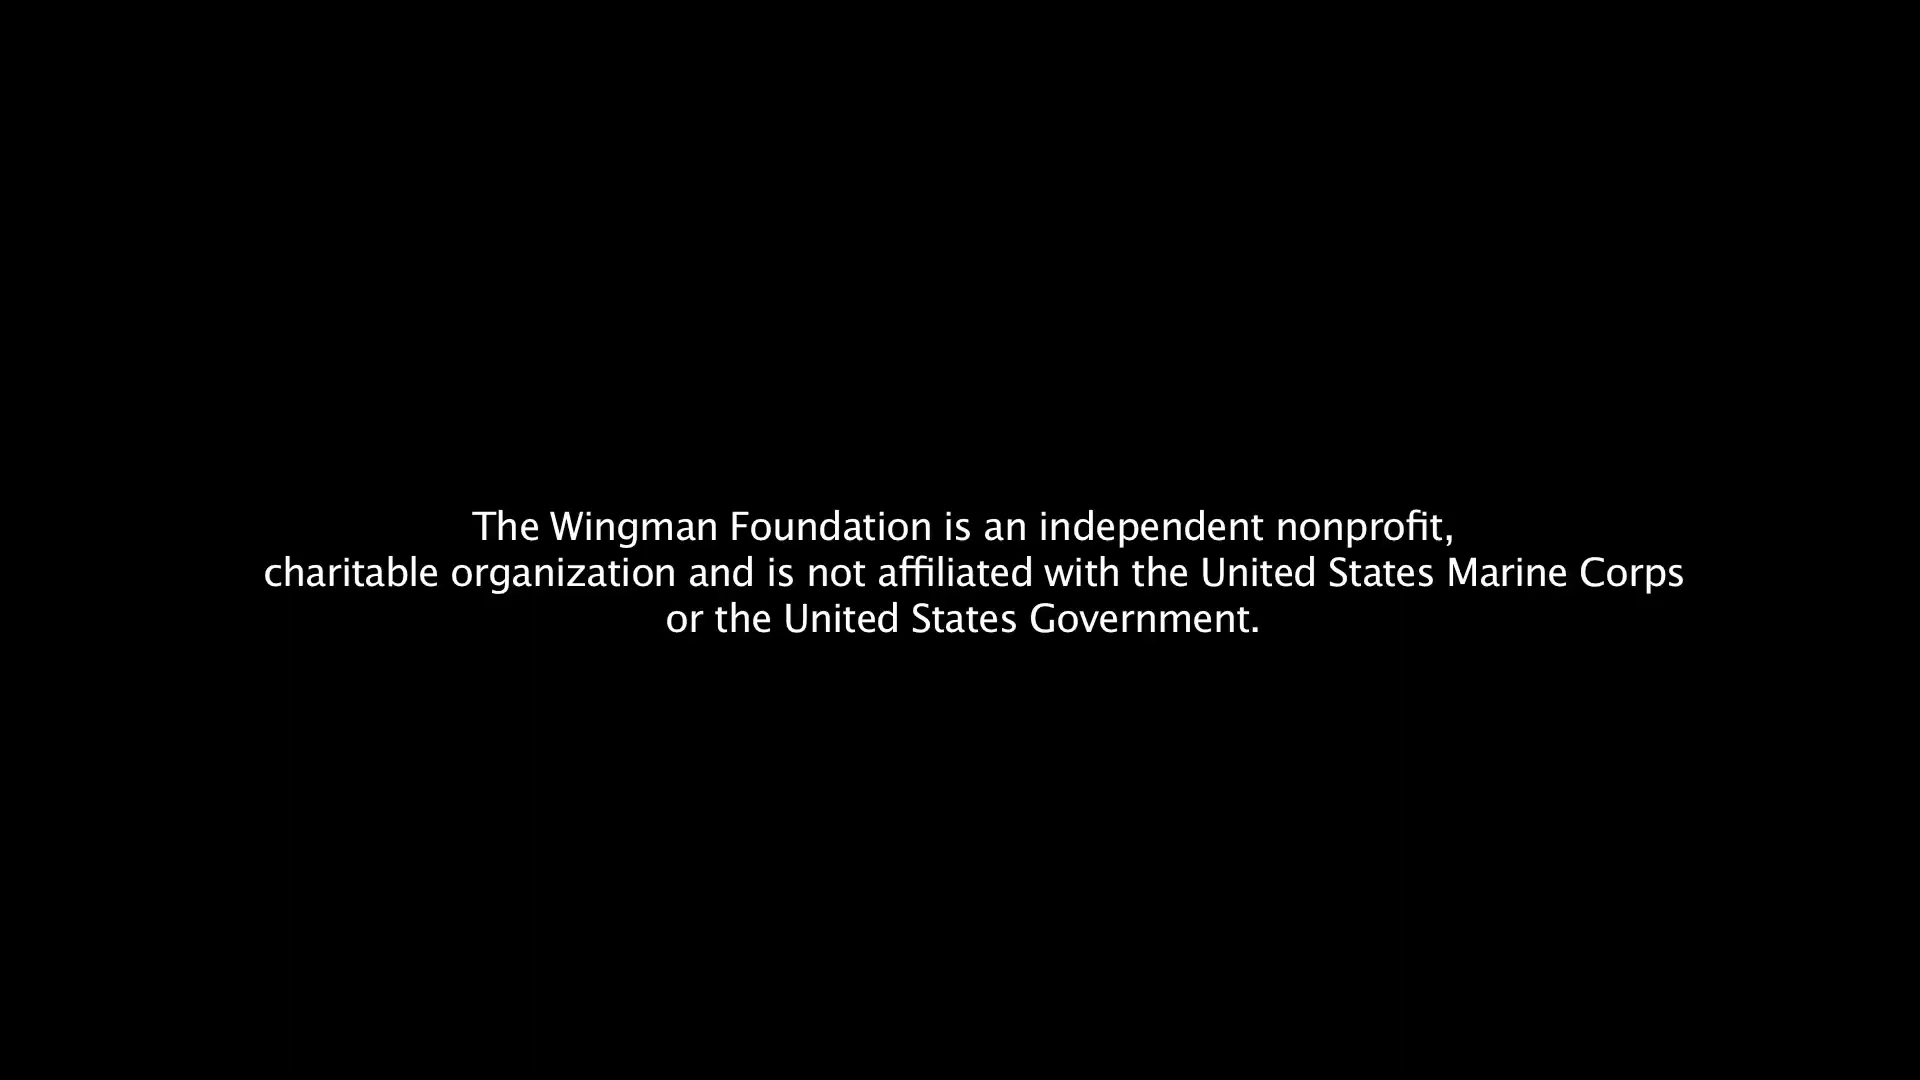 The Wingman Foundation is an independent nonprofit,
charitable organization and is not affiliated with the United States Marine Corps
or the United States Government.